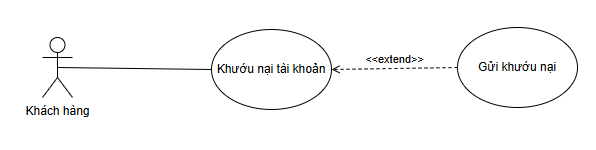 <<extend>>
Khướu nại tài khoản
Gửi khướu nại
Khách hàng